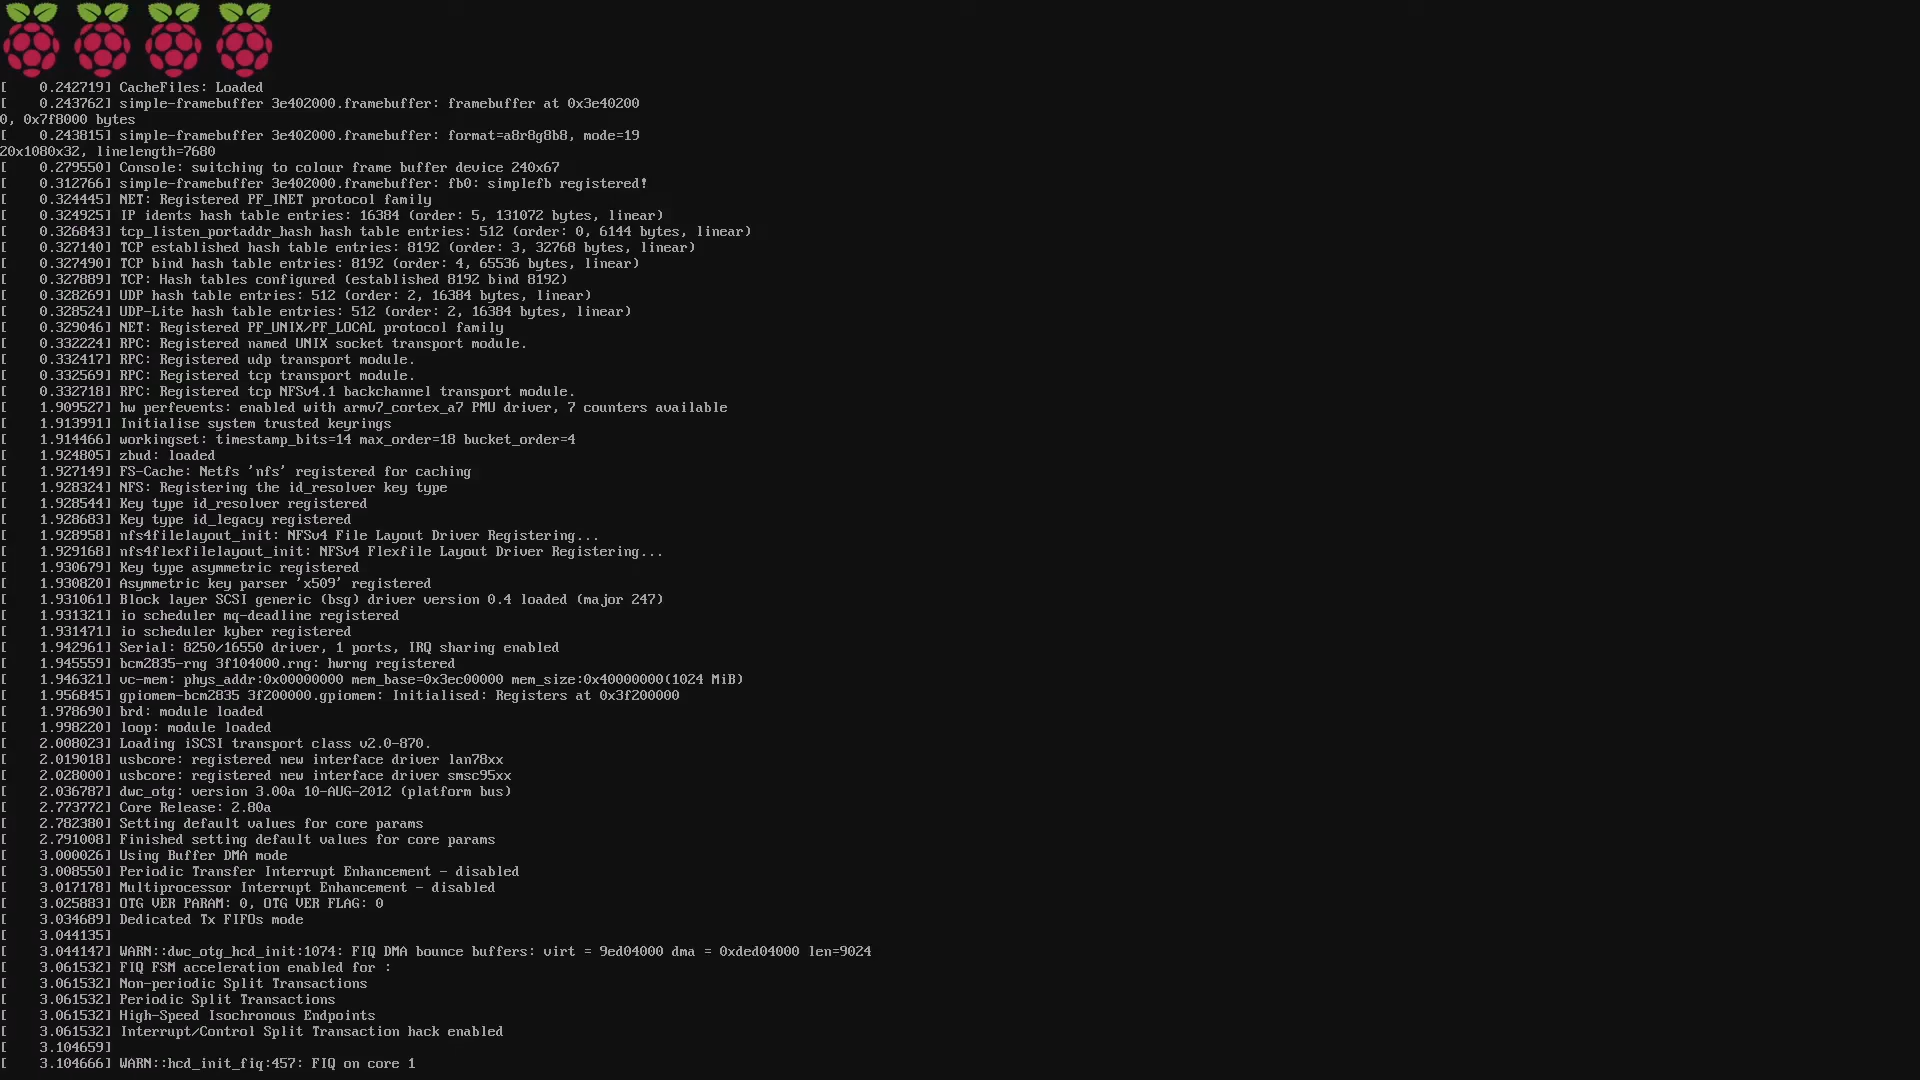 [    0.242719] CacheFiles: Loaded
[    0.243762] simple-framebuffer 3e402000.framebuffer: framebuffer at 0x3e40200
0, 0x7f8000 bytes
[    0.243815] simple-framebuffer 3e402000.framebuffer: format=a8r8g8b8, mode=19
20x1080x32, linelength=7680
[    0.279550] Console: switching to colour frame buffer device 240x67
[    0.312766] simple-framebuffer 3e402000.framebuffer: fb0: simplefb registered!
[    0.324445] NET: Registered PF_INET protocol family
[    0.324925] IP idents hash table entries: 16384 (order: 5, 131072 bytes, linear)
[    0.326843] tcp_listen_portaddr_hash hash table entries: 512 (order: 0, 6144 bytes, linear)
[    0.327140] TCP established hash table entries: 8192 (order: 3, 32768 bytes, linear)
[    0.327490] TCP bind hash table entries: 8192 (order: 4, 65536 bytes, linear)
[    0.327889] TCP: Hash tables configured (established 8192 bind 8192)
[    0.328269] UDP hash table entries: 512 (order: 2, 16384 bytes, linear)
[    0.328524] UDP-Lite hash table entries: 512 (order: 2, 16384 bytes, linear)
[    0.329046] NET: Registered PF_UNIX/PF_LOCAL protocol family
[    0.332224] RPC: Registered named UNIX socket transport module.
[    0.332417] RPC: Registered udp transport module.
[    0.332569] RPC: Registered tcp transport module.
[    0.332718] RPC: Registered tcp NFSv4.1 backchannel transport module.
[    1.909527] hw perfevents: enabled with armv7_cortex_a7 PMU driver, 7 counters available
[    1.913991] Initialise system trusted keyrings
[    1.914466] workingset: timestamp_bits=14 max_order=18 bucket_order=4
[    1.924805] zbud: loaded
[    1.927149] FS-Cache: Netfs 'nfs' registered for caching
[    1.928324] NFS: Registering the id_resolver key type
[    1.928544] Key type id_resolver registered
[    1.928683] Key type id_legacy registered
[    1.928958] nfs4filelayout_init: NFSv4 File Layout Driver Registering...
[    1.929168] nfs4flexfilelayout_init: NFSv4 Flexfile Layout Driver Registering...
[    1.930679] Key type asymmetric registered
[    1.930820] Asymmetric key parser 'x509' registered
[    1.931061] Block layer SCSI generic (bsg) driver version 0.4 loaded (major 247)
[    1.931321] io scheduler mq-deadline registered
[    1.931471] io scheduler kyber registered
[    1.942961] Serial: 8250/16550 driver, 1 ports, IRQ sharing enabled
[    1.945559] bcm2835-rng 3f104000.rng: hwrng registered
[    1.946321] vc-mem: phys_addr:0x00000000 mem_base=0x3ec00000 mem_size:0x40000000(1024 MiB)
[    1.956845] gpiomem-bcm2835 3f200000.gpiomem: Initialised: Registers at 0x3f200000
[    1.978690] brd: module loaded
[    1.998220] loop: module loaded
[    2.008023] Loading iSCSI transport class v2.0-870.
[    2.019018] usbcore: registered new interface driver lan78xx
[    2.028000] usbcore: registered new interface driver smsc95xx
[    2.036787] dwc_otg: version 3.00a 10-AUG-2012 (platform bus)
[    2.773772] Core Release: 2.80a
[    2.782380] Setting default values for core params
[    2.791008] Finished setting default values for core params
[    3.000026] Using Buffer DMA mode
[    3.008550] Periodic Transfer Interrupt Enhancement - disabled
[    3.017178] Multiprocessor Interrupt Enhancement - disabled
[    3.025883] OTG VER PARAM: 0, OTG VER FLAG: 0
[    3.034689] Dedicated Tx FIFOs mode
[    3.044135]
[    3.044147] WARN::dwc_otg_hcd_init:1074: FIQ DMA bounce buffers: virt = 9ed04000 dma = 0xded04000 len=9024
[    3.061532] FIQ FSM acceleration enabled for :
[    3.061532] Non-periodic Split Transactions
[    3.061532] Periodic Split Transactions
[    3.061532] High-Speed Isochronous Endpoints
[    3.061532] Interrupt/Control Split Transaction hack enabled
[    3.104659]
[    3.104666] WARN::hcd_init_fiq:457: FIQ on core 1